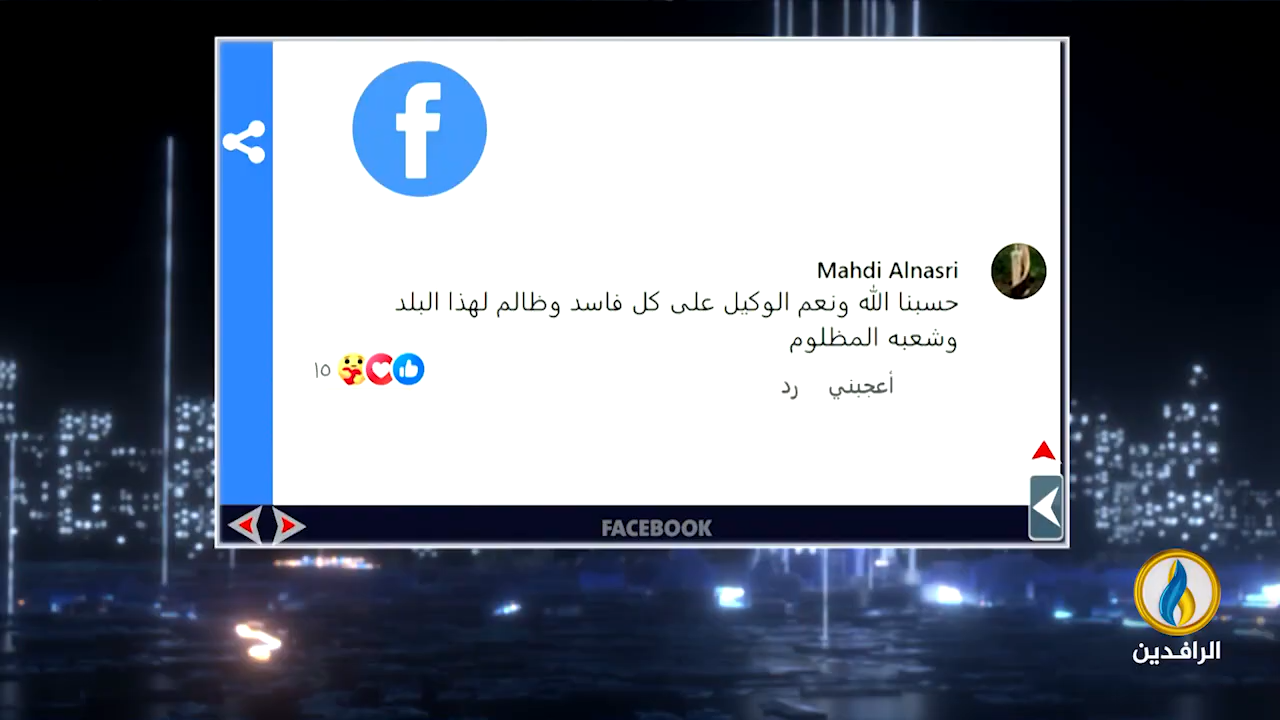 Mahdi Alnasri
حسبنا الله ونعم الوكيل على كل فاسد وظالم لهذا البلد
وشعبه المظلوم
أعجبني رد
١٥
FACEBOOK
الرافدين